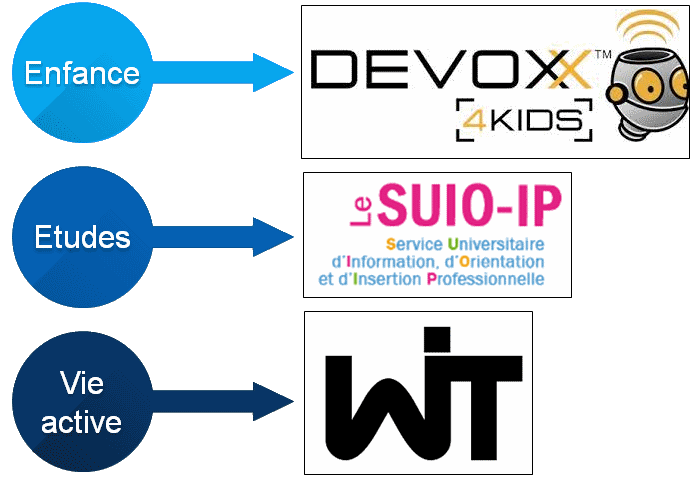 Enfance
DEVOXX™
[4KIDS]
Etudes
Le SUIO-IP
Service Universitaire
d'Information, d'Orientation
et d'Insertion Professionnelle
Vie
active
WiT